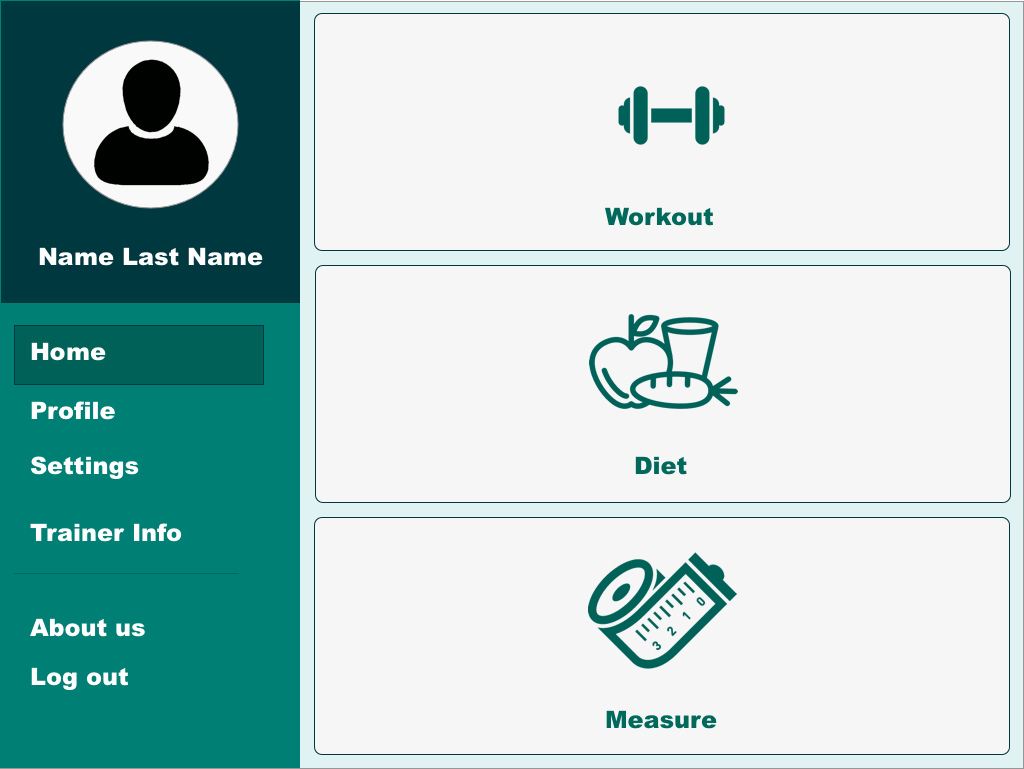 Name Last Name
Home
Profile
Settings
Trainer Info
About us
Log out
Workout
Diet
3 2 1 0
Measure